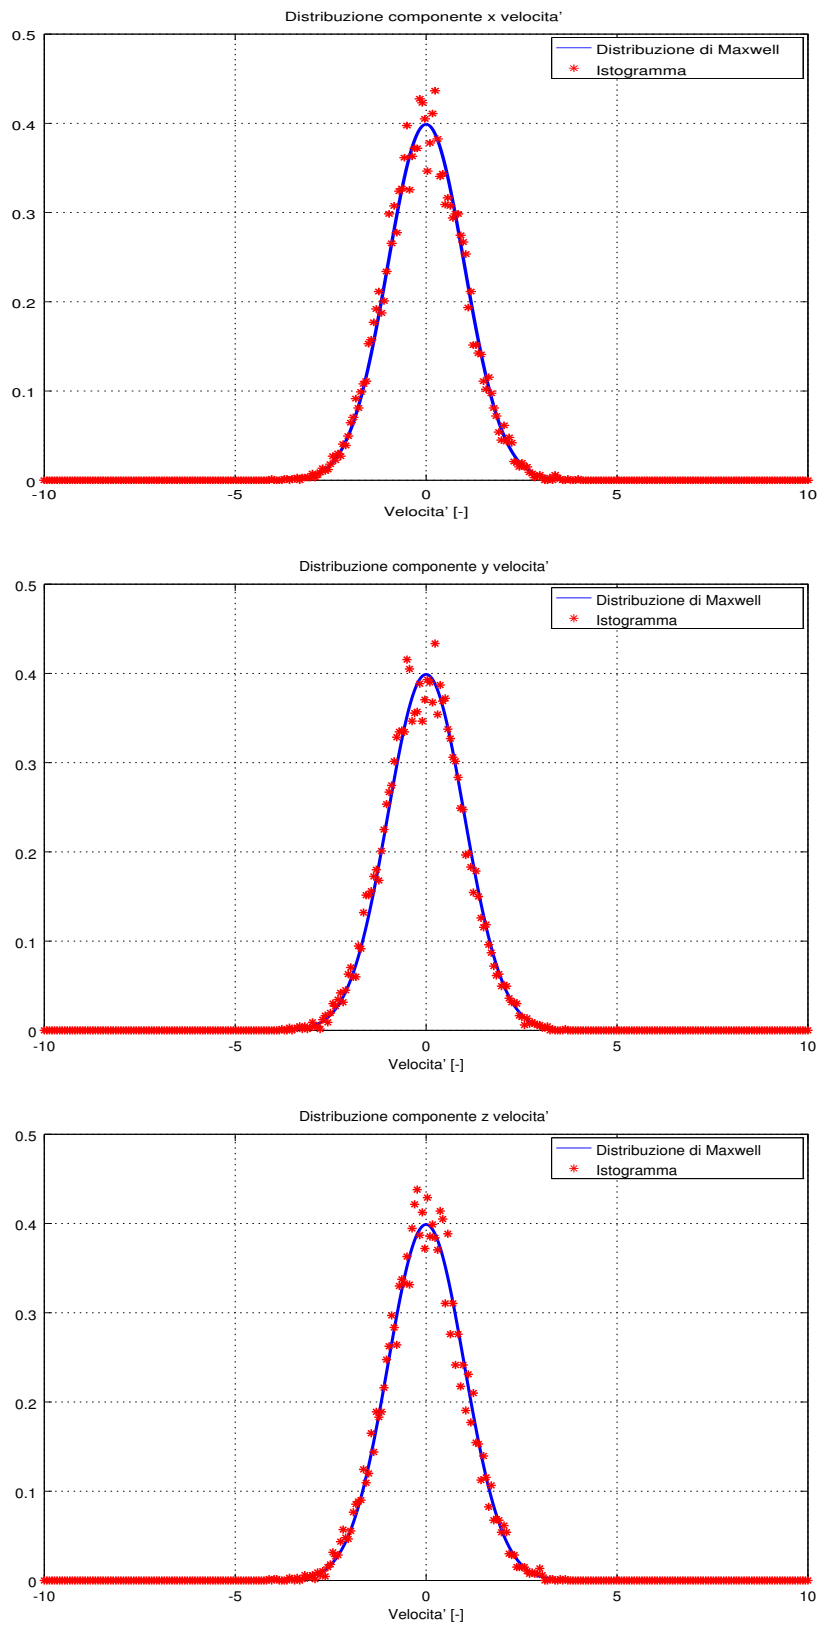 Distribuzione componente x velocita'
0.5
Distribuzione di Maxwell
Istogramma
0.4
0.3
0.2
0.1
0
-10 -5 0 5 10
Velocita' [-]
Distribuzione componente y velocita'
0.5
Distribuzione di Maxwell
Istogramma
0.4
0.3
0.2
0.1
0
-10 -5 0 5 10
Velocita' [-]
Distribuzione componente z velocita'
0.5
Distribuzione di Maxwell
Istogramma
0.4
0.3
0.2
0.1
0
-10 -5 0 5 10
Velocita' [-]